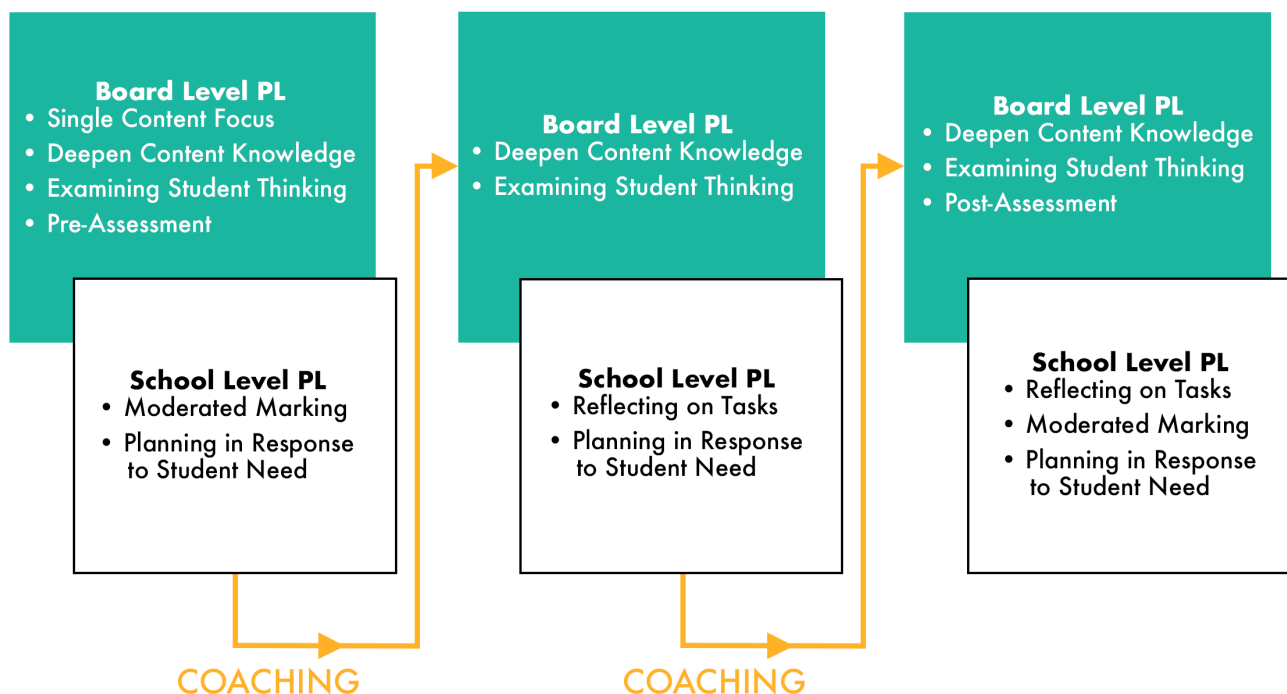 Board Level PL
• Single Content Focus
• Deepen Content Knowledge
• Examining Student Thinking
• Pre-Assessment
School Level PL
• Moderated Marking
• Planning in Response
to Student Need
COACHING
Board Level PL
• Deepen Content Knowledge
• Examining Student Thinking
School Level PL
• Reflecting on Tasks
• Planning in Response
to Student Need
COACHING
Board Level PL
• Deepen Content Knowledge
• Examining Student Thinking
• Post-Assessment
School Level PL
• Reflecting on Tasks
• Moderated Marking
• Planning in Response
to Student Need